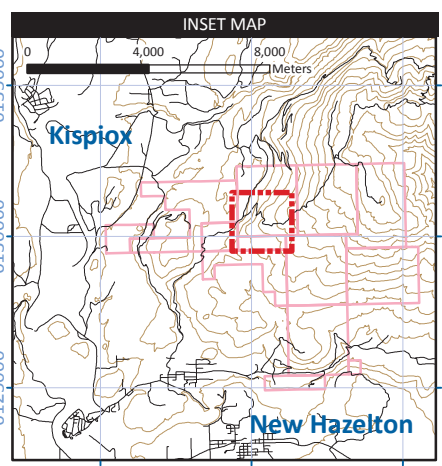 INSET MAP
0 4,000 8,000
Meters
Kispiox
New Hazelton